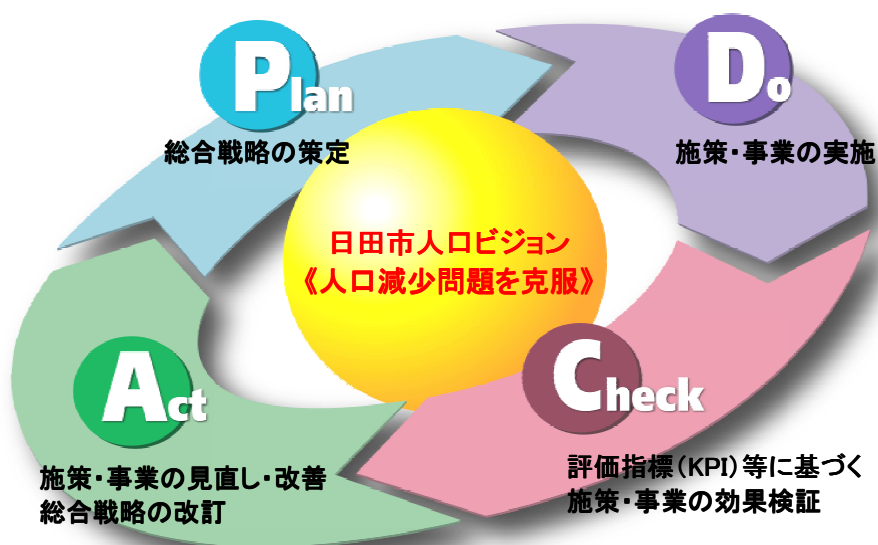 Plan
総合戦略の策定
Do
施策・事業の実施
日田市人口ビジョン
《人口減少問題を克服》
Check
評価指標(KPI)等に基づく
施策・事業の効果検証
Act
施策・事業の見直し・改善
総合戦略の改訂